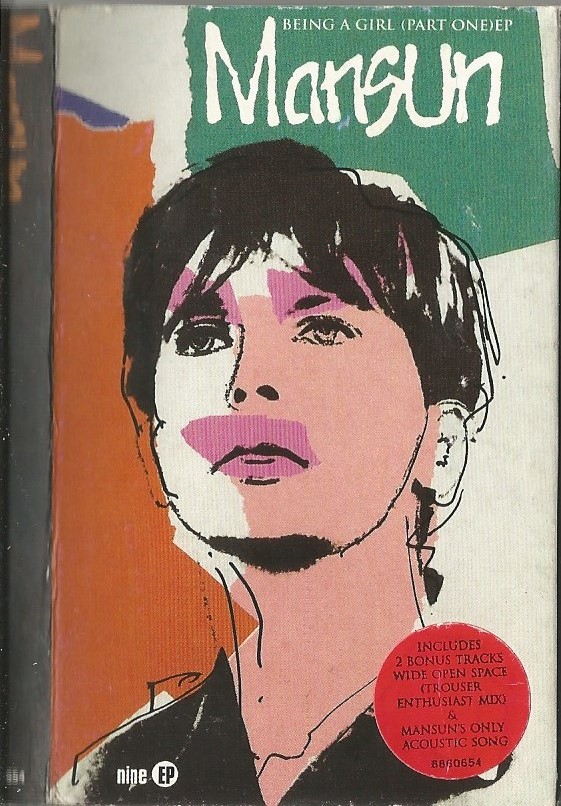 BEING A GIRL (PART ONE) EP
Mansun
INCLUDES
2 BONUS TRACKS
WIDE OPEN SPACE
(TROUSER
ENTHUSIAST MIX)
&
MANSUN'S ONLY
ACOUSTIC SONG
8860654
nine EP